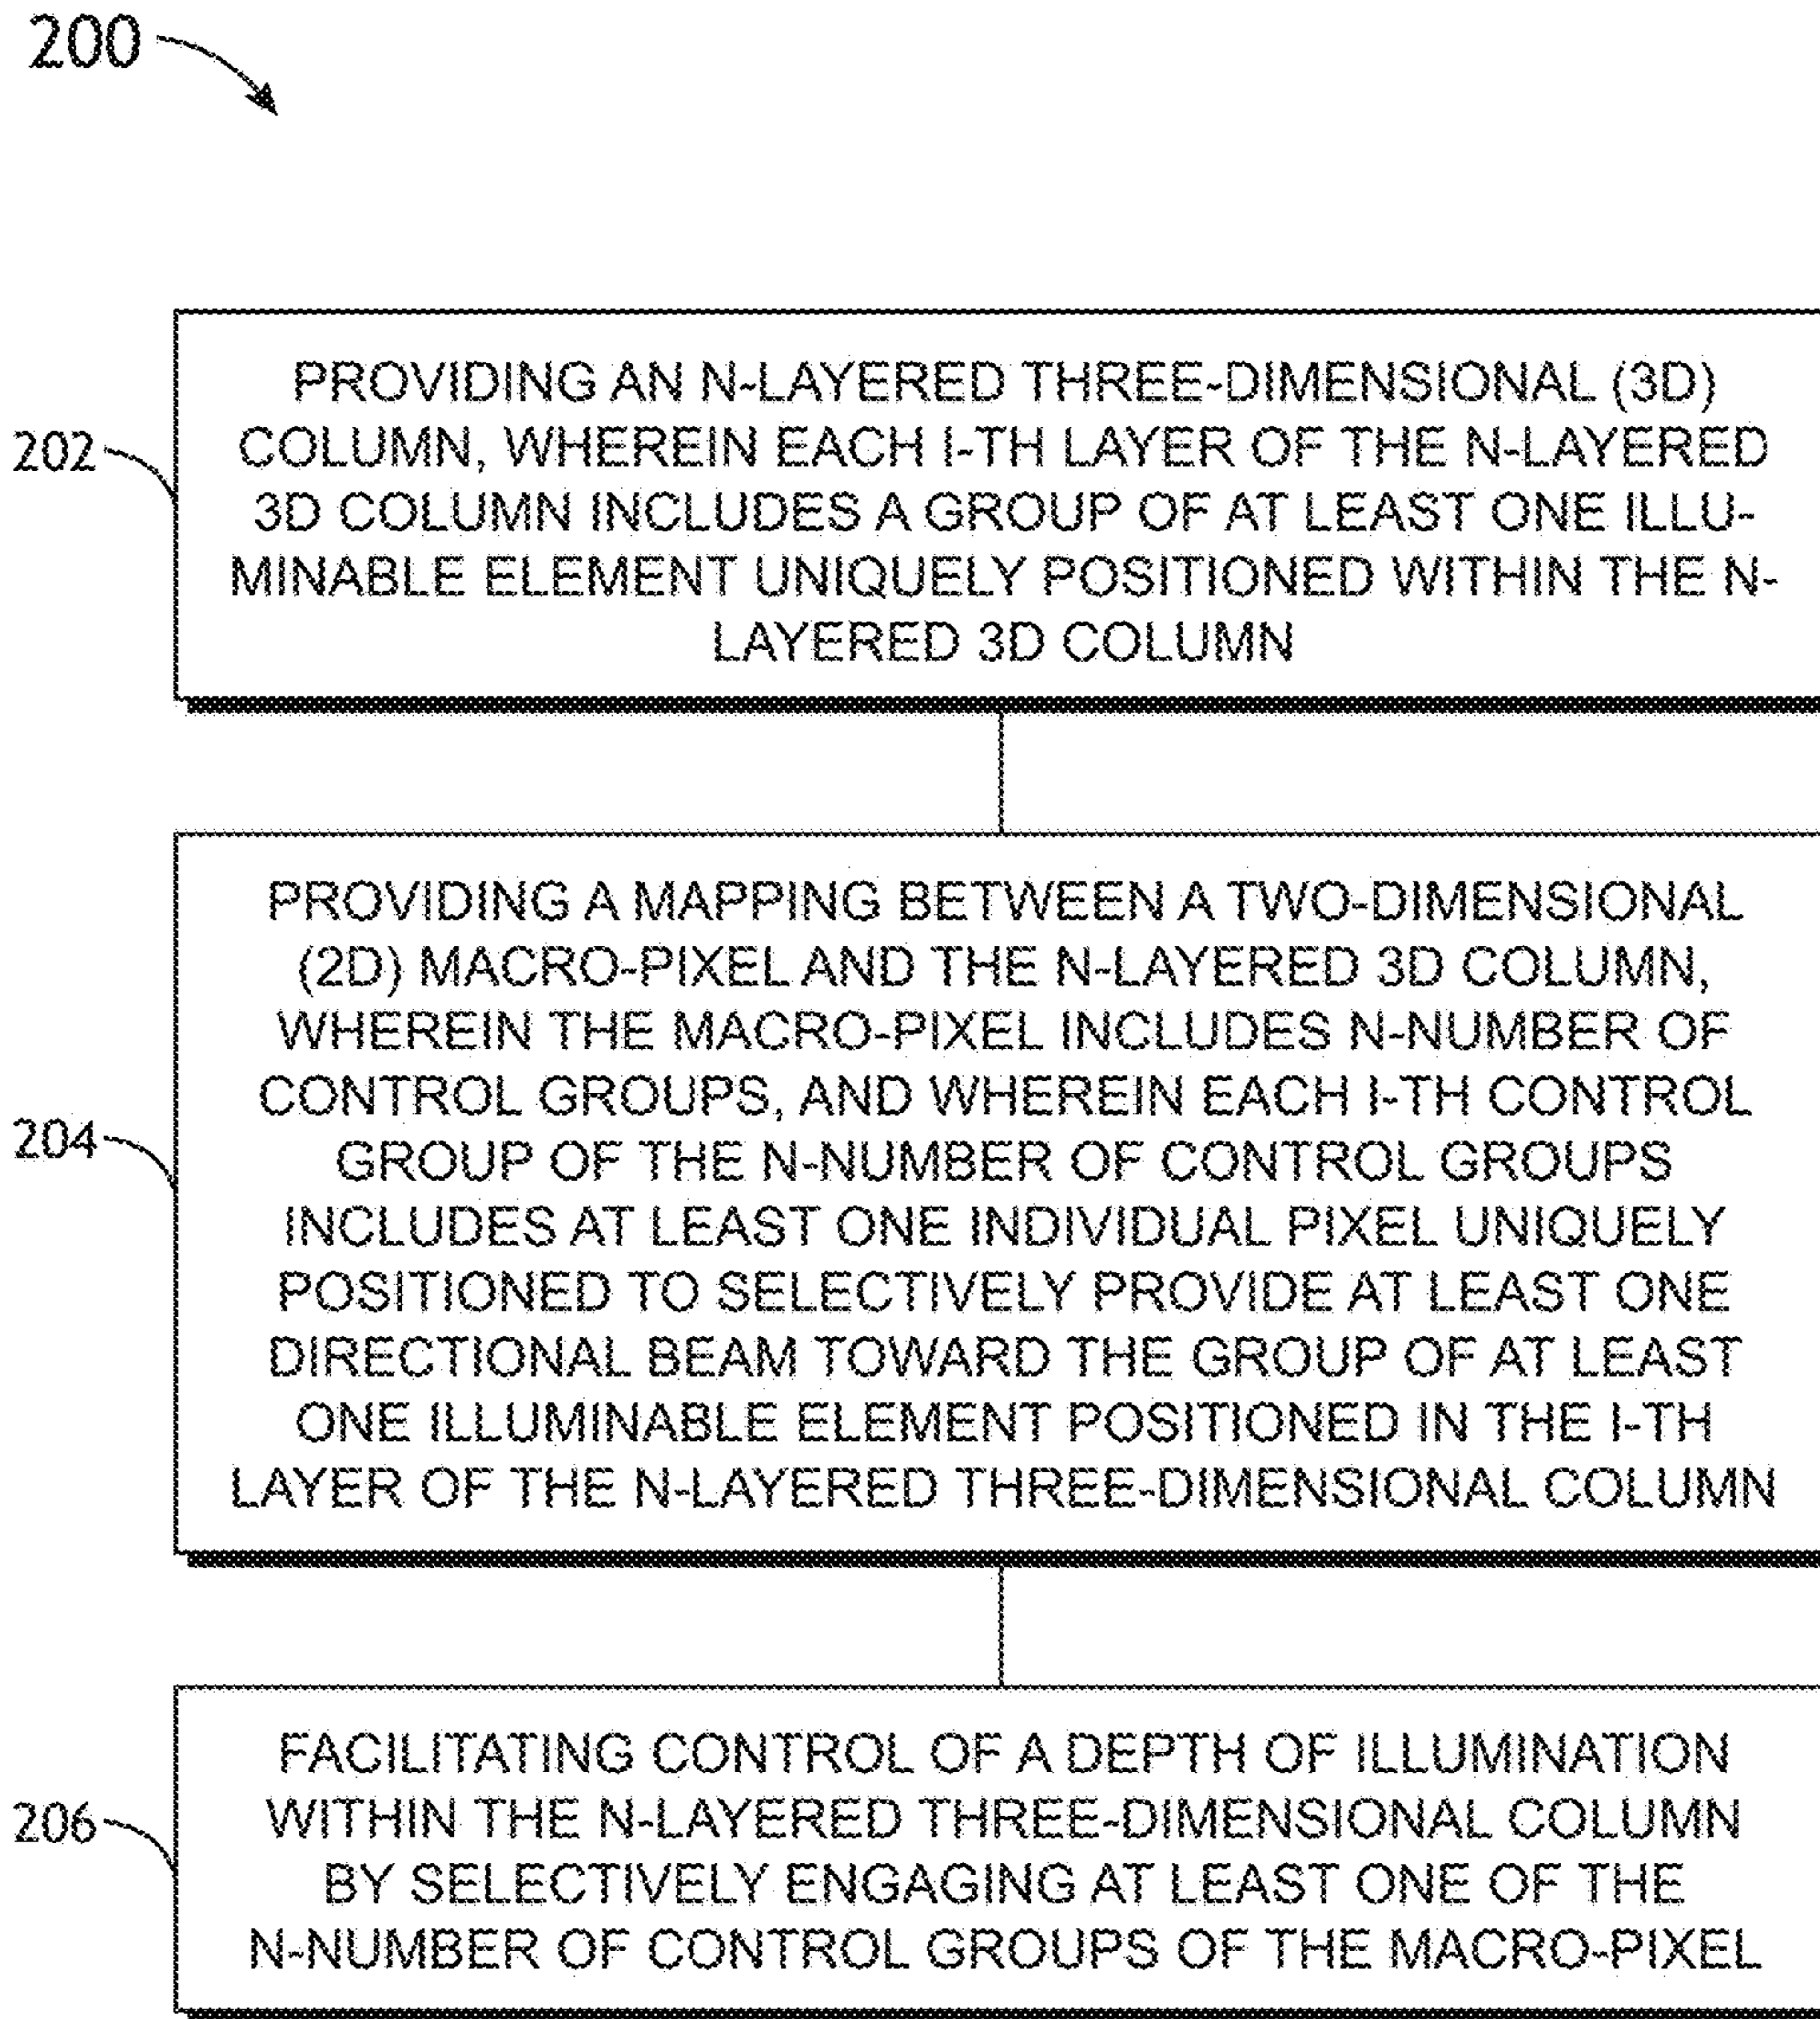 200
202
PROVIDING AN N-LAYERED THREE-DIMENSIONAL (3D)
COLUMN, WHEREIN EACH I-TH LAYER OF THE N-LAYERED
3D COLUMN INCLUDES A GROUP OF AT LEAST ONE ILLU-
MINABLE ELEMENT UNIQUELY POSITIONED WITHIN THE N-
LAYERED 3D COLUMN
204
PROVIDING A MAPPING BETWEEN A TWO-DIMENSIONAL
(2D) MACRO-PIXEL AND THE N-LAYERED 3D COLUMN,
WHEREIN THE MACRO-PIXEL INCLUDES N-NUMBER OF
CONTROL GROUPS, AND WHEREIN EACH I-TH CONTROL
GROUP OF THE N-NUMBER OF CONTROL GROUPS
INCLUDES AT LEAST ONE INDIVIDUAL PIXEL UNIQUELY
POSITIONED TO SELECTIVELY PROVIDE AT LEAST ONE
DIRECTIONAL BEAM TOWARD THE GROUP OF AT LEAST
ONE ILLUMINABLE ELEMENT POSITIONED IN THE I-TH
LAYER OF THE N-LAYERED THREE-DIMENSIONAL COLUMN
206
FACILITATING CONTROL OF A DEPTH OF ILLUMINATION
WITHIN THE N-LAYERED THREE-DIMENSIONAL COLUMN
BY SELECTIVELY ENGAGING AT LEAST ONE OF THE
N-NUMBER OF CONTROL GROUPS OF THE MACRO-PIXEL